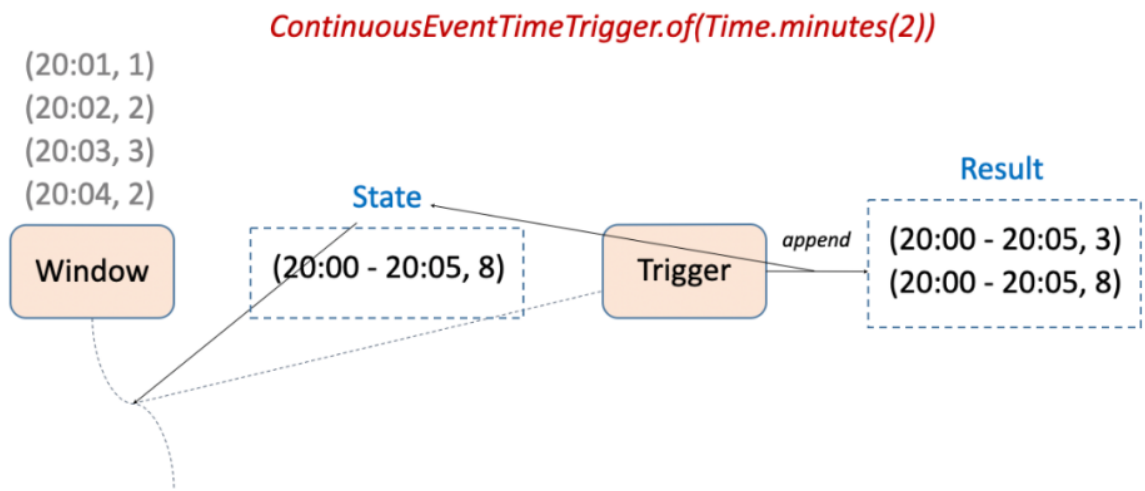 ContinuousEventTimeTrigger.of(Time.minutes(2))
(20:01, 1)
(20:02, 2)
(20:03, 3)
(20:04, 2)
Window
State
(20:00 - 20:05, 8)
Trigger
append
Result
(20:00 - 20:05, 3)
(20:00 - 20:05, 8)